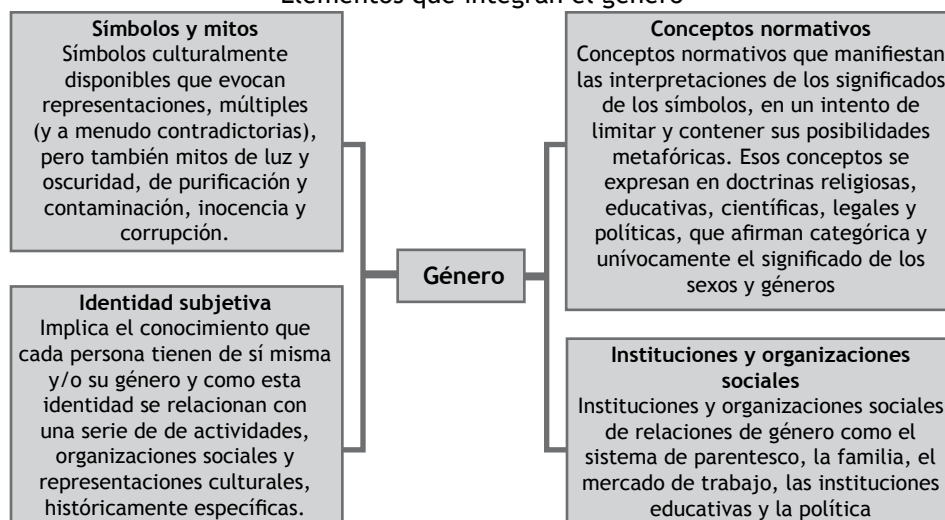 Elementos que integran el género
Símbolos y mitos
Símbolos culturalmente
disponibles que evocan
representaciones, múltiples
(y a menudo contradictorias),
pero también mitos de luz y
oscuridad, de purificación y
contaminación, inocencia y
corrupción.
Identidad subjetiva
Implica el conocimiento que
cada persona tienen de sí misma
y/o su género y como esta
identidad se relacionan con
una serie de de actividades,
organizaciones sociales y
representaciones culturales,
históricamente específicas.
Género
Conceptos normativos
Conceptos normativos que manifiestan
las interpretaciones de los significados
de los símbolos, en un intento de
limitar y contener sus posibilidades
metafóricas. Esos conceptos se
expresan en doctrinas religiosas,
educativas, científicas, legales y
políticas, que afirman categórica y
unívocamente el significado de los
sexos y géneros
Instituciones y organizaciones
sociales
Instituciones y organizaciones sociales
de relaciones de género como el
sistema de parentesco, la familia, el
mercado de trabajo, las instituciones
educativas y la política